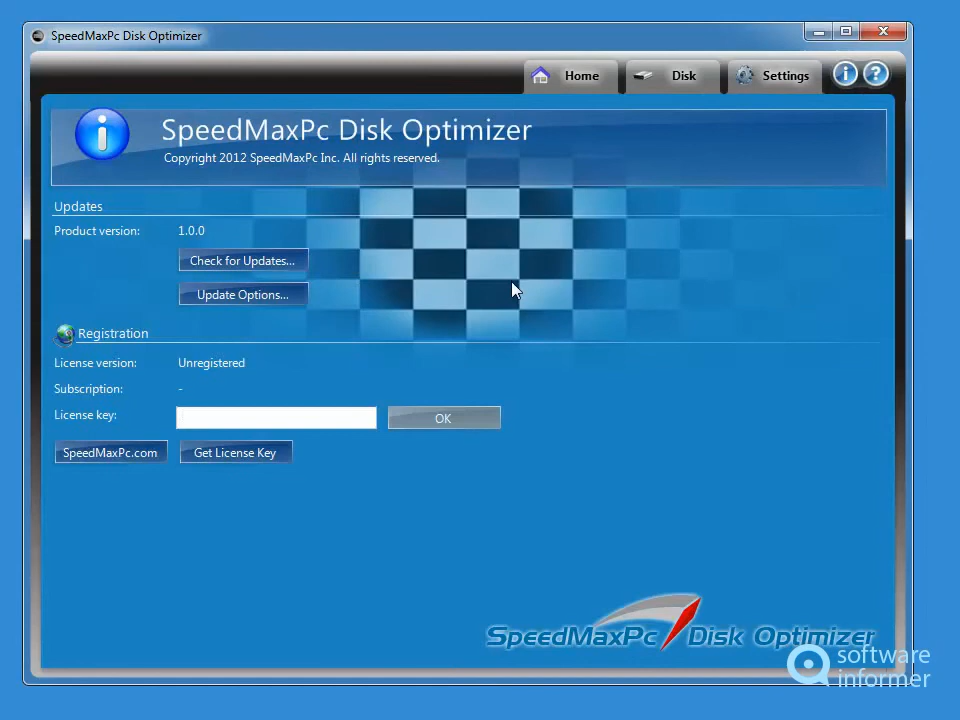 SpeedMaxPc Disk Optimizer
Home
Disk
Settings
SpeedMaxPc Disk Optimizer
Copyright 2012 SpeedMaxPc Inc. All rights reserved.
Updates
Product version: 1.0.0
Check for Updates...
Update Options...
Registration
License version: Unregistered
Subscription: -
License key:
OK
SpeedMaxPc.com
Get License Key
SpeedMaxPc Disk Optimizer
software
informer